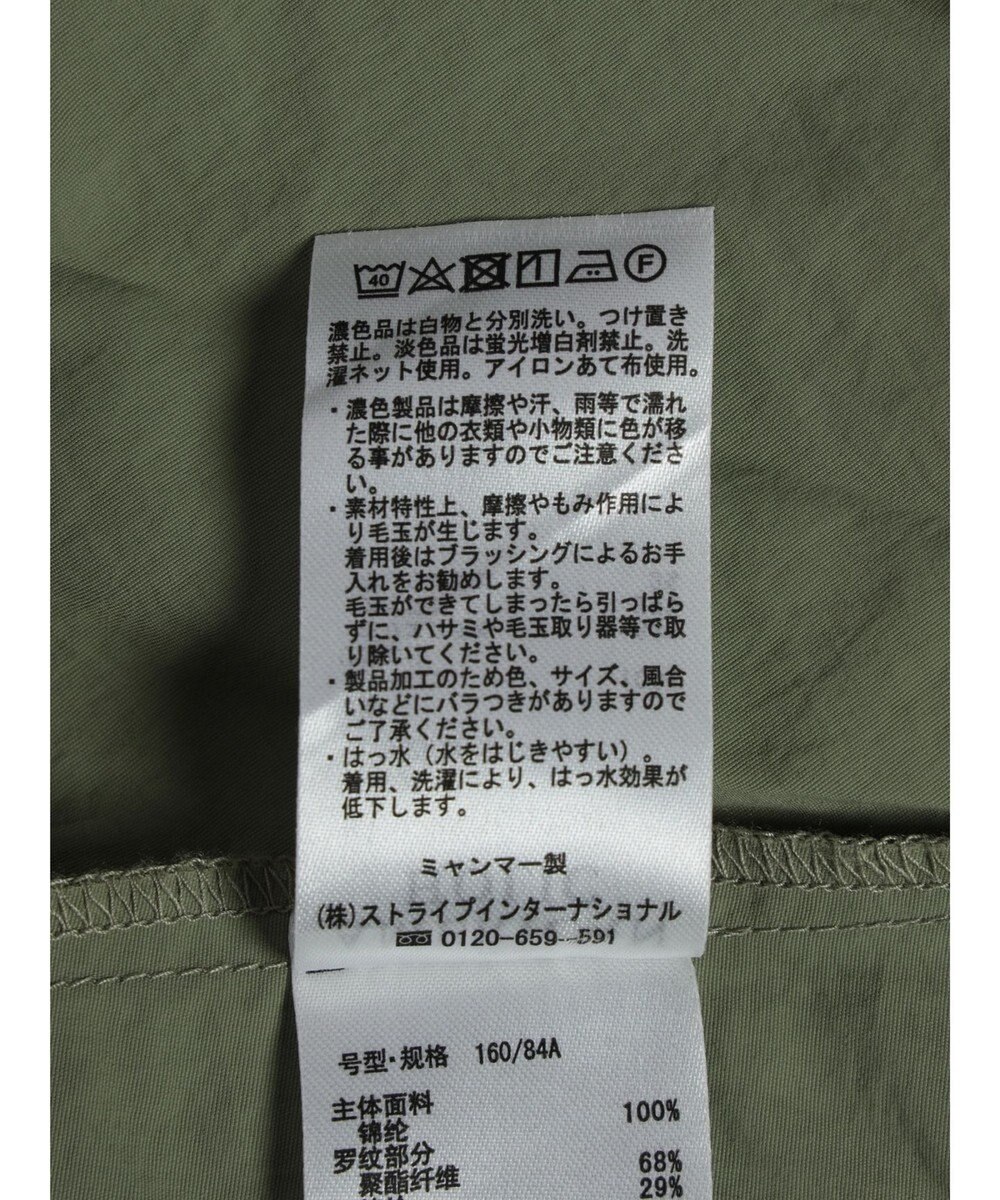 40 F
濃色品は白物と分別洗い。つけ置き
禁止。淡色品は蛍光増白剤禁止。洗
濯ネット使用。アイロンあて布使用。
・濃色製品は摩擦や汗、雨等で濡れ
た際に他の衣類や小物類に色が移
る事がありますのでご注意くださ
い。
・素材特性上、摩擦やもみ作用によ
り毛玉が生じます。
着用後はブラッシングによるお手
入れをお勧めします。
毛玉ができてしまったら引っぱら
ずに、ハサミや毛玉取り器等で取
り除いてください。
・製品加工のため色、サイズ、風合
いなどにバラつきがありますので
ご了承ください。
・はっ水（水をはじきやすい）。
着用、洗濯により、はっ水効果が
低下します。
ミャンマー製
(株)ストライプインターナショナル
0120-659-591
号型·规格 160/84A
主体面料 100%
锦纶
罗纹部分 68%
聚酯纤维 29%